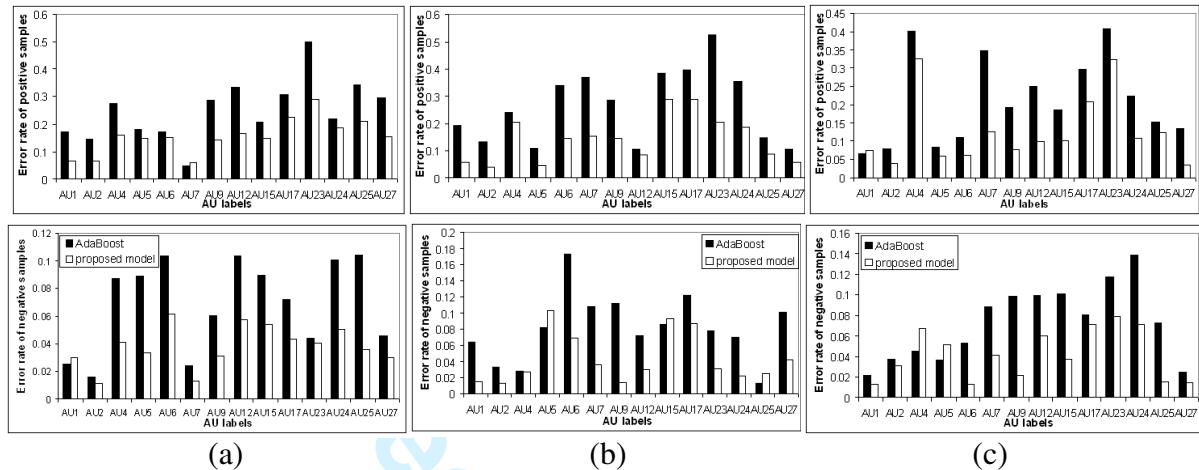 Error rate of positive samples
0.6
0.5
0.4
0.3
0.2
0.1
0
AU1 AU2 AU4 AU5 AU6 AU7 AU9 AU12 AU15 AU17 AU23 AU24 AU25 AU27
AU labels
Error rate of positive samples
0.6
0.5
0.4
0.3
0.2
0.1
0
AU1 AU2 AU4 AU5 AU6 AU7 AU9 AU12 AU15 AU17 AU23 AU24 AU25 AU27
AU labels
Error rate of positive samples
0.45
0.4
0.35
0.3
0.25
0.2
0.15
0.1
0.05
0
AU1 AU2 AU4 AU5 AU6 AU7 AU9 AU12 AU15 AU17 AU23 AU24 AU25 AU27
AU labels
Error rate of negative samples
0.12
0.1
0.08
0.06
0.04
0.02
0
AdaBoost
proposed model
AU1 AU2 AU4 AU5 AU6 AU7 AU9 AU12 AU15 AU17 AU23 AU24 AU25 AU27
AU labels
Error rate of negative samples
0.2
0.18
0.16
0.14
0.12
0.1
0.08
0.06
0.04
0.02
0
AdaBoost
proposed model
AU1 AU2 AU4 AU5 AU6 AU7 AU9 AU12 AU15 AU17 AU23 AU24 AU25 AU27
AU labels
Error rate of negative samples
0.16
0.14
0.12
0.1
0.08
0.06
0.04
0.02
0
AdaBoost
proposed model
AU1 AU2 AU4 AU5 AU6 AU7 AU9 AU12 AU15 AU17 AU23 AU24 AU25 AU27
AU labels
(a)
(b)
(c)